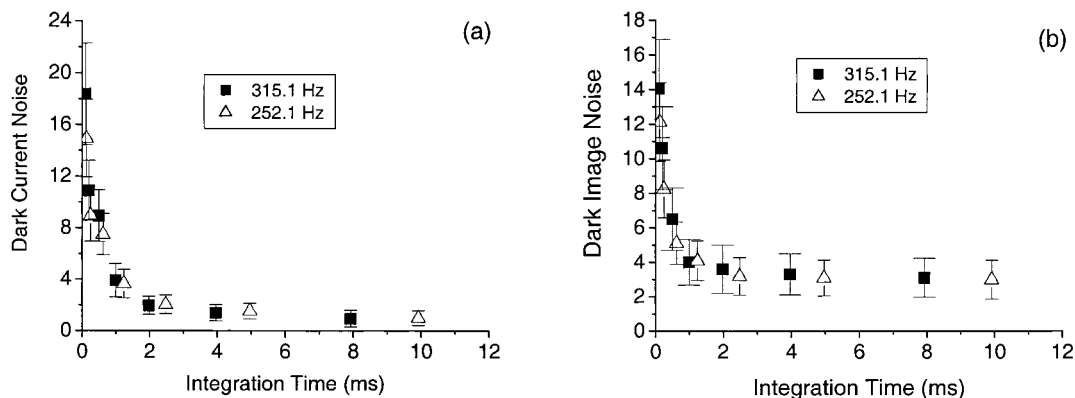 (a)
24
20
16
12
8
4
0
Dark Current Noise
315.1 Hz
252.1 Hz
0 2 4 6 8 10 12
Integration Time (ms)
(b)
18
16
14
12
10
8
6
4
2
0
Dark Image Noise
315.1 Hz
252.1 Hz
0 2 4 6 8 10 12
Integration Time (ms)